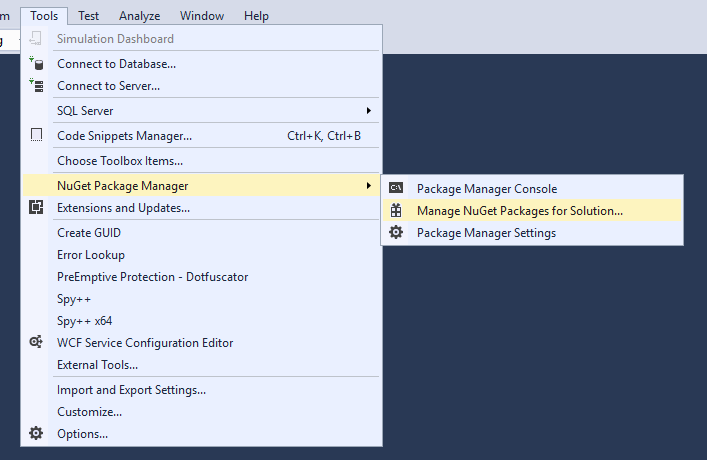 m Tools Test Analyze Window Help
g
Simulation Dashboard
Connect to Database...
Connect to Server...
SQL Server
Code Snippets Manager... Ctrl+K, Ctrl+B
Choose Toolbox Items...
NuGet Package Manager
Extensions and Updates...
Create GUID
Error Lookup
PreEmptive Protection - Dotfuscator
Spy++
Spy++ x64
WCF Service Configuration Editor
External Tools...
Import and Export Settings...
Customize...
Options...
C:\
Package Manager Console
Manage NuGet Packages for Solution...
Package Manager Settings